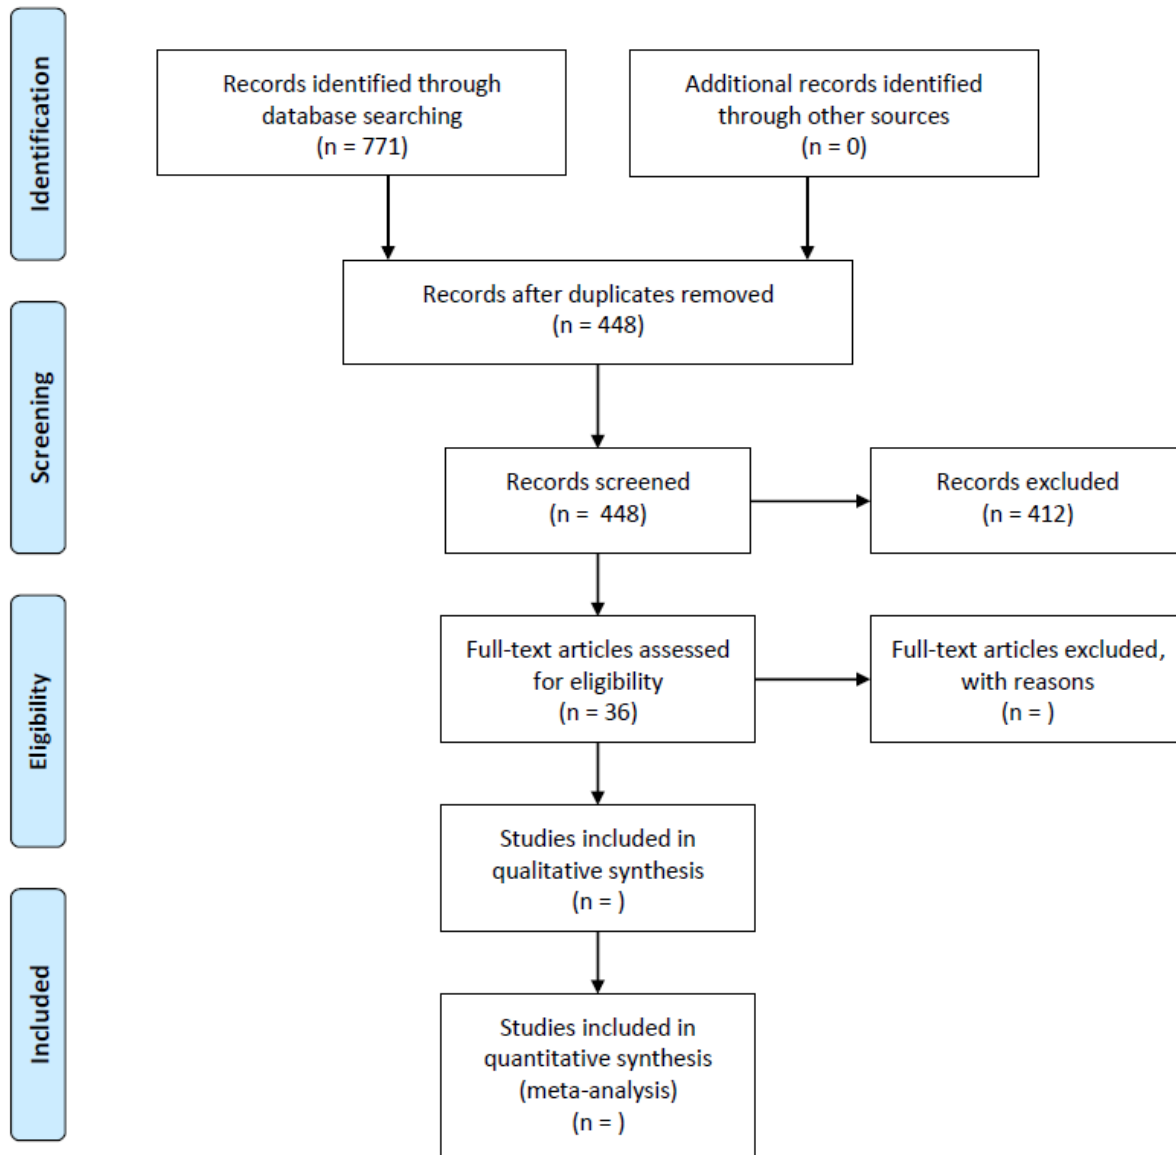 Identification
Records identified through
database searching
(n = 771)
Additional records identified
through other sources
(n = 0)
Records after duplicates removed
(n = 448)
Screening
Records screened
(n =  448)
Records excluded
(n = 412)
Eligibility
Full-text articles assessed
for eligibility
(n = 36)
Full-text articles excluded,
with reasons
(n = )
Studies included in
qualitative synthesis
(n = )
Included
Studies included in
quantitative synthesis
(meta-analysis)
(n = )